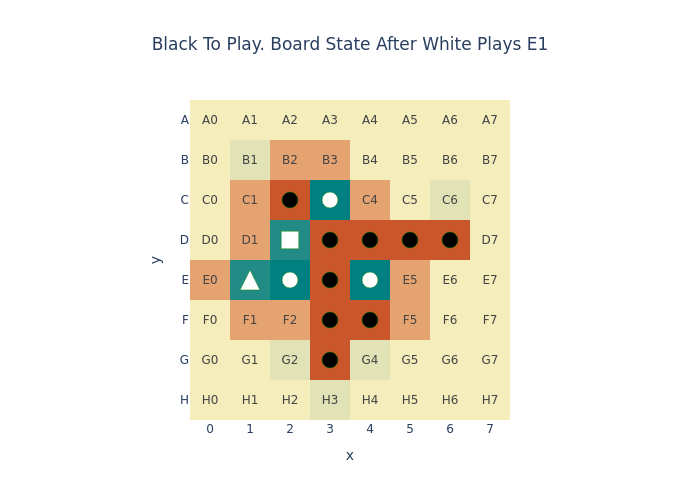 Black To Play. Board State After White Plays E1
A A0 A1 A2 A3 A4 A5 A6 A7
B B0 B1 B2 B3 B4 B5 B6 B7
C C0 C1 C4 C5 C6 C7
D D0 D1 D7
E E0 E5 E6 E7
F F0 F1 F2 F5 F6 F7
G G0 G1 G2 G4 G5 G6 G7
H H0 H1 H2 H3 H4 H5 H6 H7
0 1 2 3 4 5 6 7
x
y